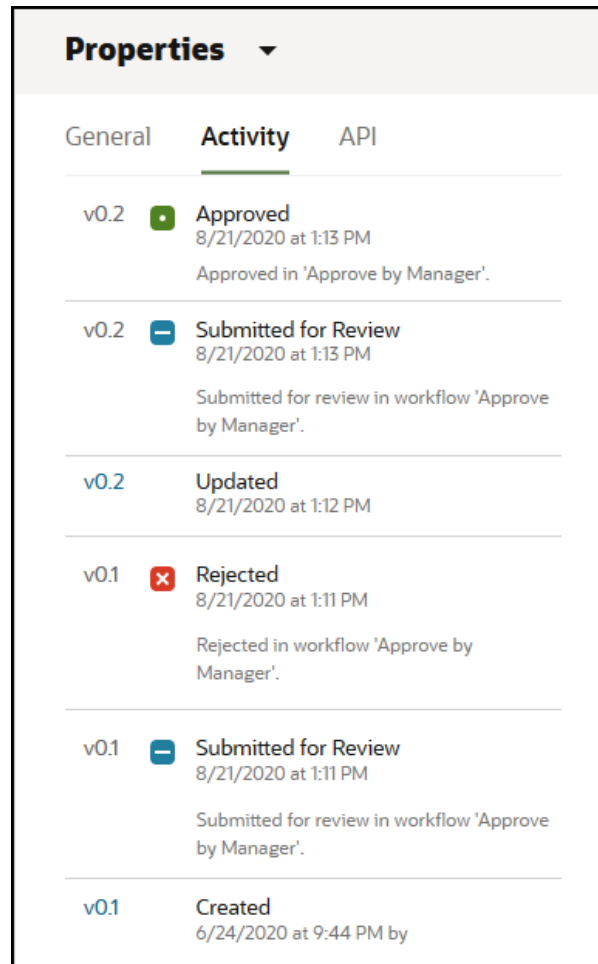 Properties
General Activity API
v0.2 Approved
8/21/2020 at 1:13 PM
Approved in 'Approve by Manager'.
v0.2 Submitted for Review
8/21/2020 at 1:13 PM
Submitted for review in workflow 'Approve
by Manager'.
v0.2 Updated
8/21/2020 at 1:12 PM
v0.1 Rejected
8/21/2020 at 1:11 PM
Rejected in workflow 'Approve by
Manager'.
v0.1 Submitted for Review
8/21/2020 at 1:11 PM
Submitted for review in workflow 'Approve
by Manager'.
v0.1 Created
6/24/2020 at 9:44 PM by